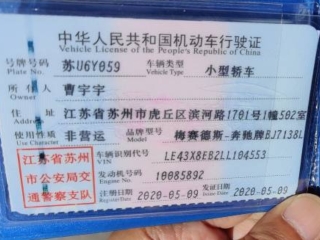 中华人民共和国机动车行驶证
Vehicle License of the People's Republic of China
号牌号码 苏U6Y059 车辆类型 小型轿车
Plate No. Vehicle Type
所有人 曹宇宇
Owner
住址 江苏省苏州市虎丘区滨河路1701号1幢502室
Address
使用性质 非营运 品牌型号 梅赛德斯-奔驰牌BJ7138L
Use Character Model
江苏省苏州
市公安局交
通警察支队
车辆识别代号 LE43X8EB2LL104553
VIN
发动机号码 10085892
Engine No.
注册日期 2020-05-09 发证日期 2020-05-09
Register Date Issue Date